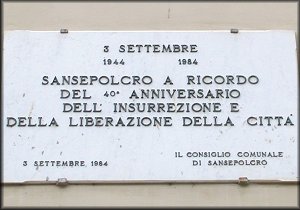 3 SETTEMBRE
1944 1984
SANSEPOLCRO A RICORDO
DEL 40° ANNIVERSARIO
DELL'INSURREZIONE E
DELLA LIBERAZIONE DELLA CITTÀ
3 SETTEMBRE, 1984
IL CONSIGLIO COMUNALE
DI SANSEPOLCRO